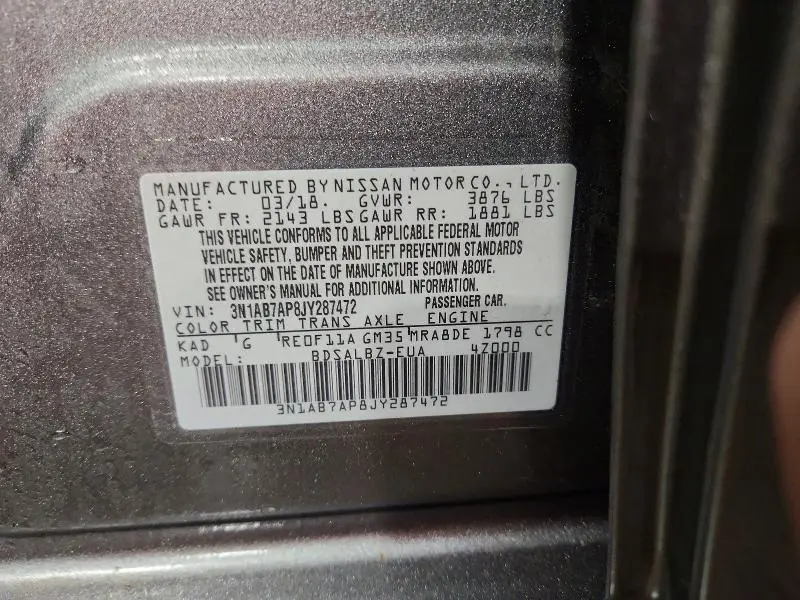 MANUFACTURED BY NISSAN MOTOR CO., LTD.
DATE: 03/18. GVWR: 3876 LBS
GAWR FR: 2143 LBS GAWR RR: 1881 LBS
THIS VEHICLE CONFORMS TO ALL APPLICABLE FEDERAL MOTOR
VEHICLE SAFETY, BUMPER AND THEFT PREVENTION STANDARDS
IN EFFECT ON THE DATE OF MANUFACTURE SHOWN ABOVE.
SEE OWNER'S MANUAL FOR ADDITIONAL INFORMATION.
VIN: 3N1AB7AP8JY287472 PASSENGER CAR.
COLOR TRIM TRANS AXLE ENGINE
KAD G RE0F11A GM35 MRA8DE 1798 CC
MODEL: BDSALBZ-EUA 4Z000
3N1AB7AP8JY287472